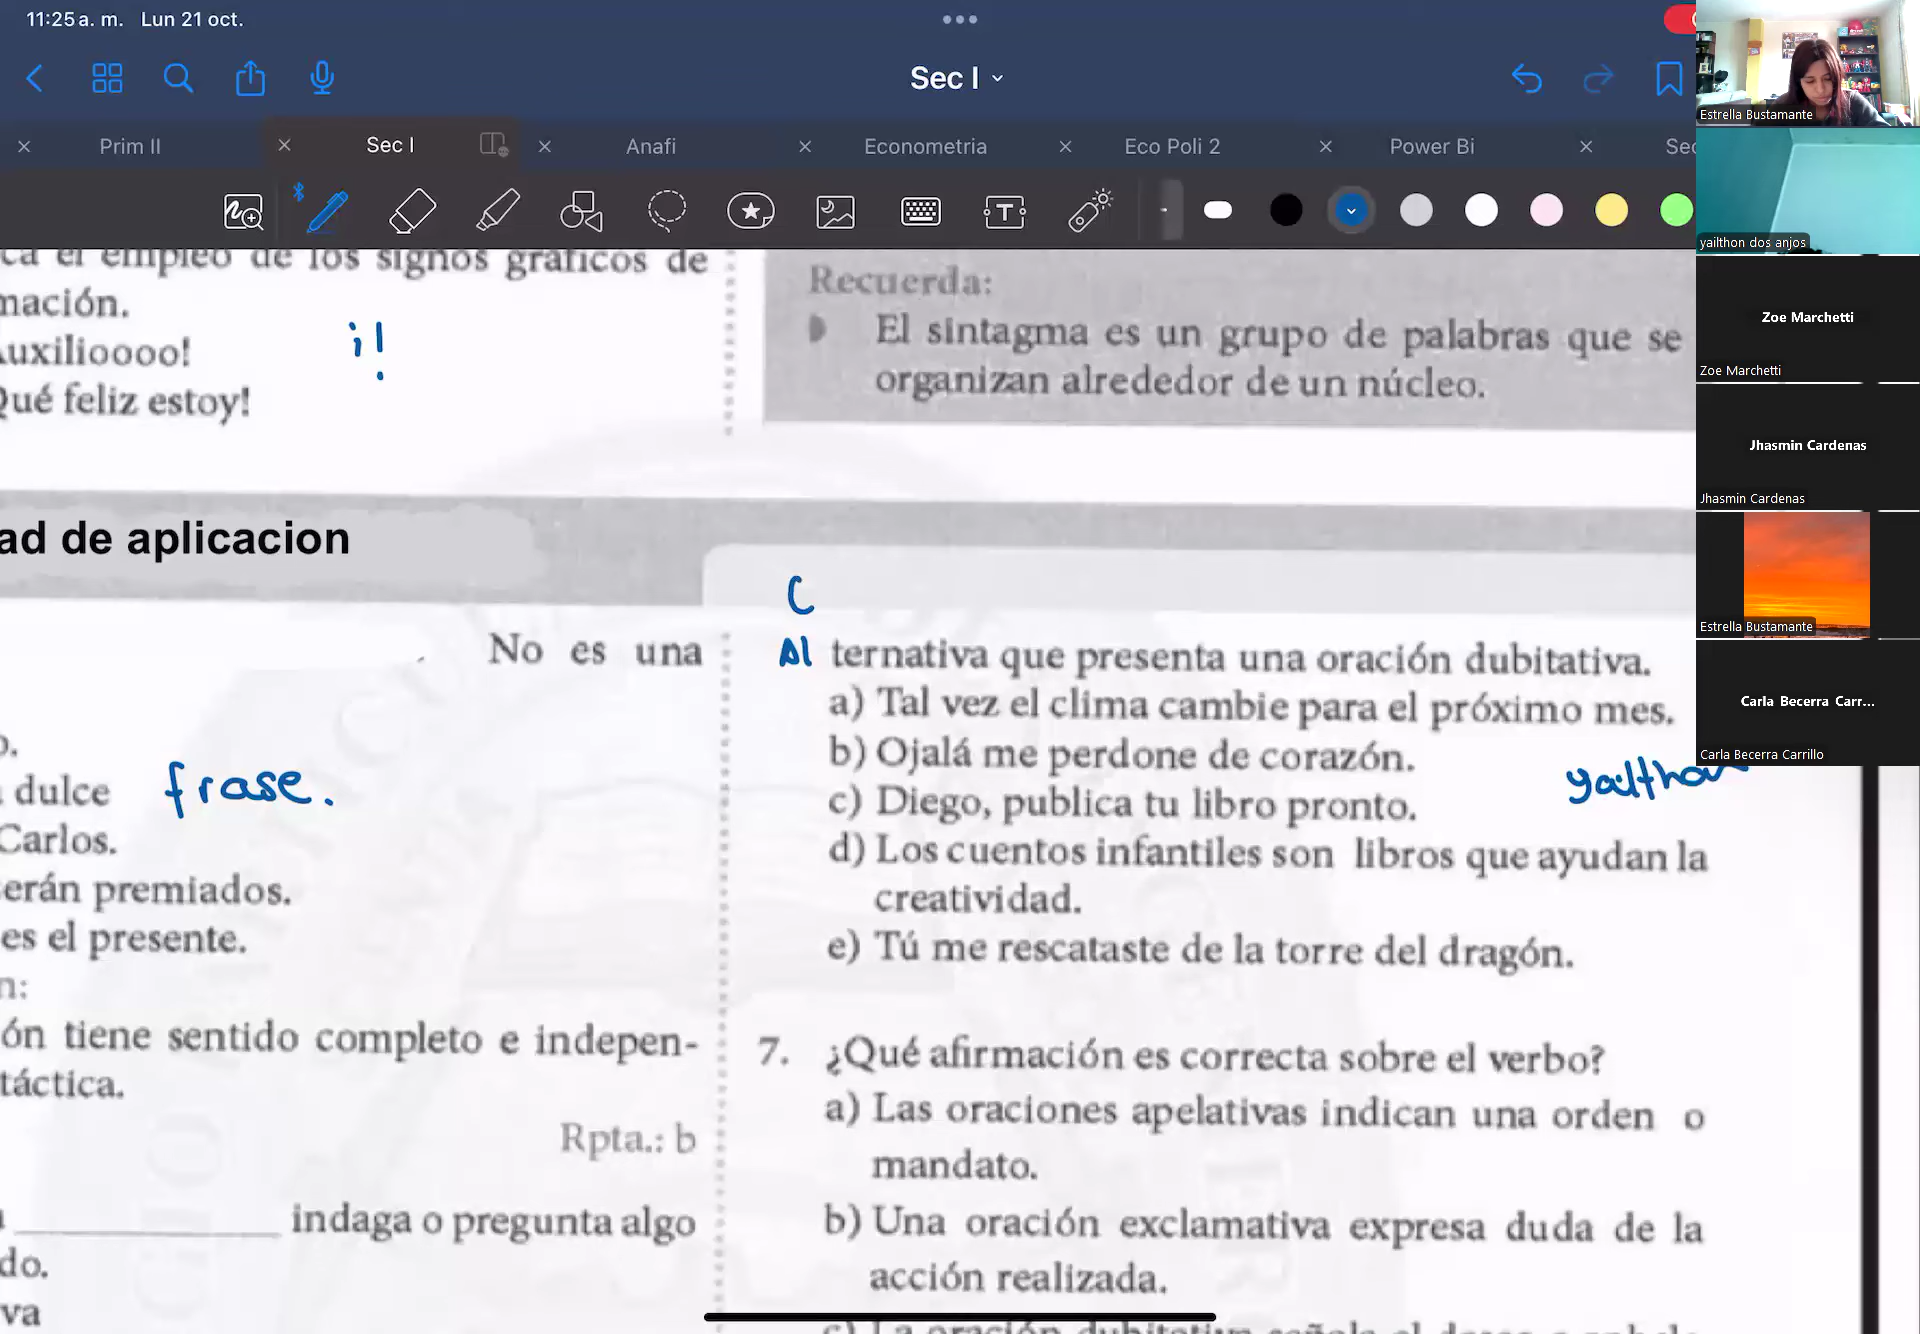 11:25 a. m. Lun 21 oct.
Sec I
Prim II
Sec I
Anafi
Econometria
Eco Poli 2
Power Bi
Sec
ca el empleo de los signos gráficos de
mación.
Auxilioooo!
¡!
Qué feliz estoy!
Recuerda:
El sintagma es un grupo de palabras que se
organizan alrededor de un núcleo.
ad de aplicacion
No es una
o.
dulce
frase.
Carlos.
erán premiados.
es el presente.
n:
ón tiene sentido completo e indepen-
táctica.
Rpta.: b
____________ indaga o pregunta algo
do.
va
C
Al ternativa que presenta una oración dubitativa.
a) Tal vez el clima cambie para el próximo mes.
b) Ojalá me perdone de corazón.
yailthon
c) Diego, publica tu libro pronto.
d) Los cuentos infantiles son libros que ayudan la
creatividad.
e) Tú me rescataste de la torre del dragón.
7. ¿Qué afirmación es correcta sobre el verbo?
a) Las oraciones apelativas indican una orden o
mandato.
b) Una oración exclamativa expresa duda de la
acción realizada.
Estrella Bustamante
yailthon dos anjos
Zoe Marchetti
Zoe Marchetti
Jhasmin Cardenas
Jhasmin Cardenas
Estrella Bustamante
Carla Becerra Carr...
Carla Becerra Carrillo